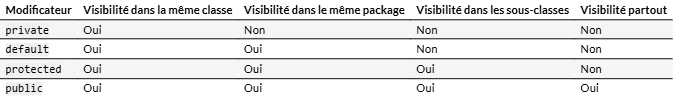 Modificateur Visibilité dans la même classe Visibilité dans le même package Visibilité dans les sous-classes Visibilité partout
private Oui Non Non Non
default Oui Oui Non Non
protected Oui Oui Oui Non
public Oui Oui Oui Oui